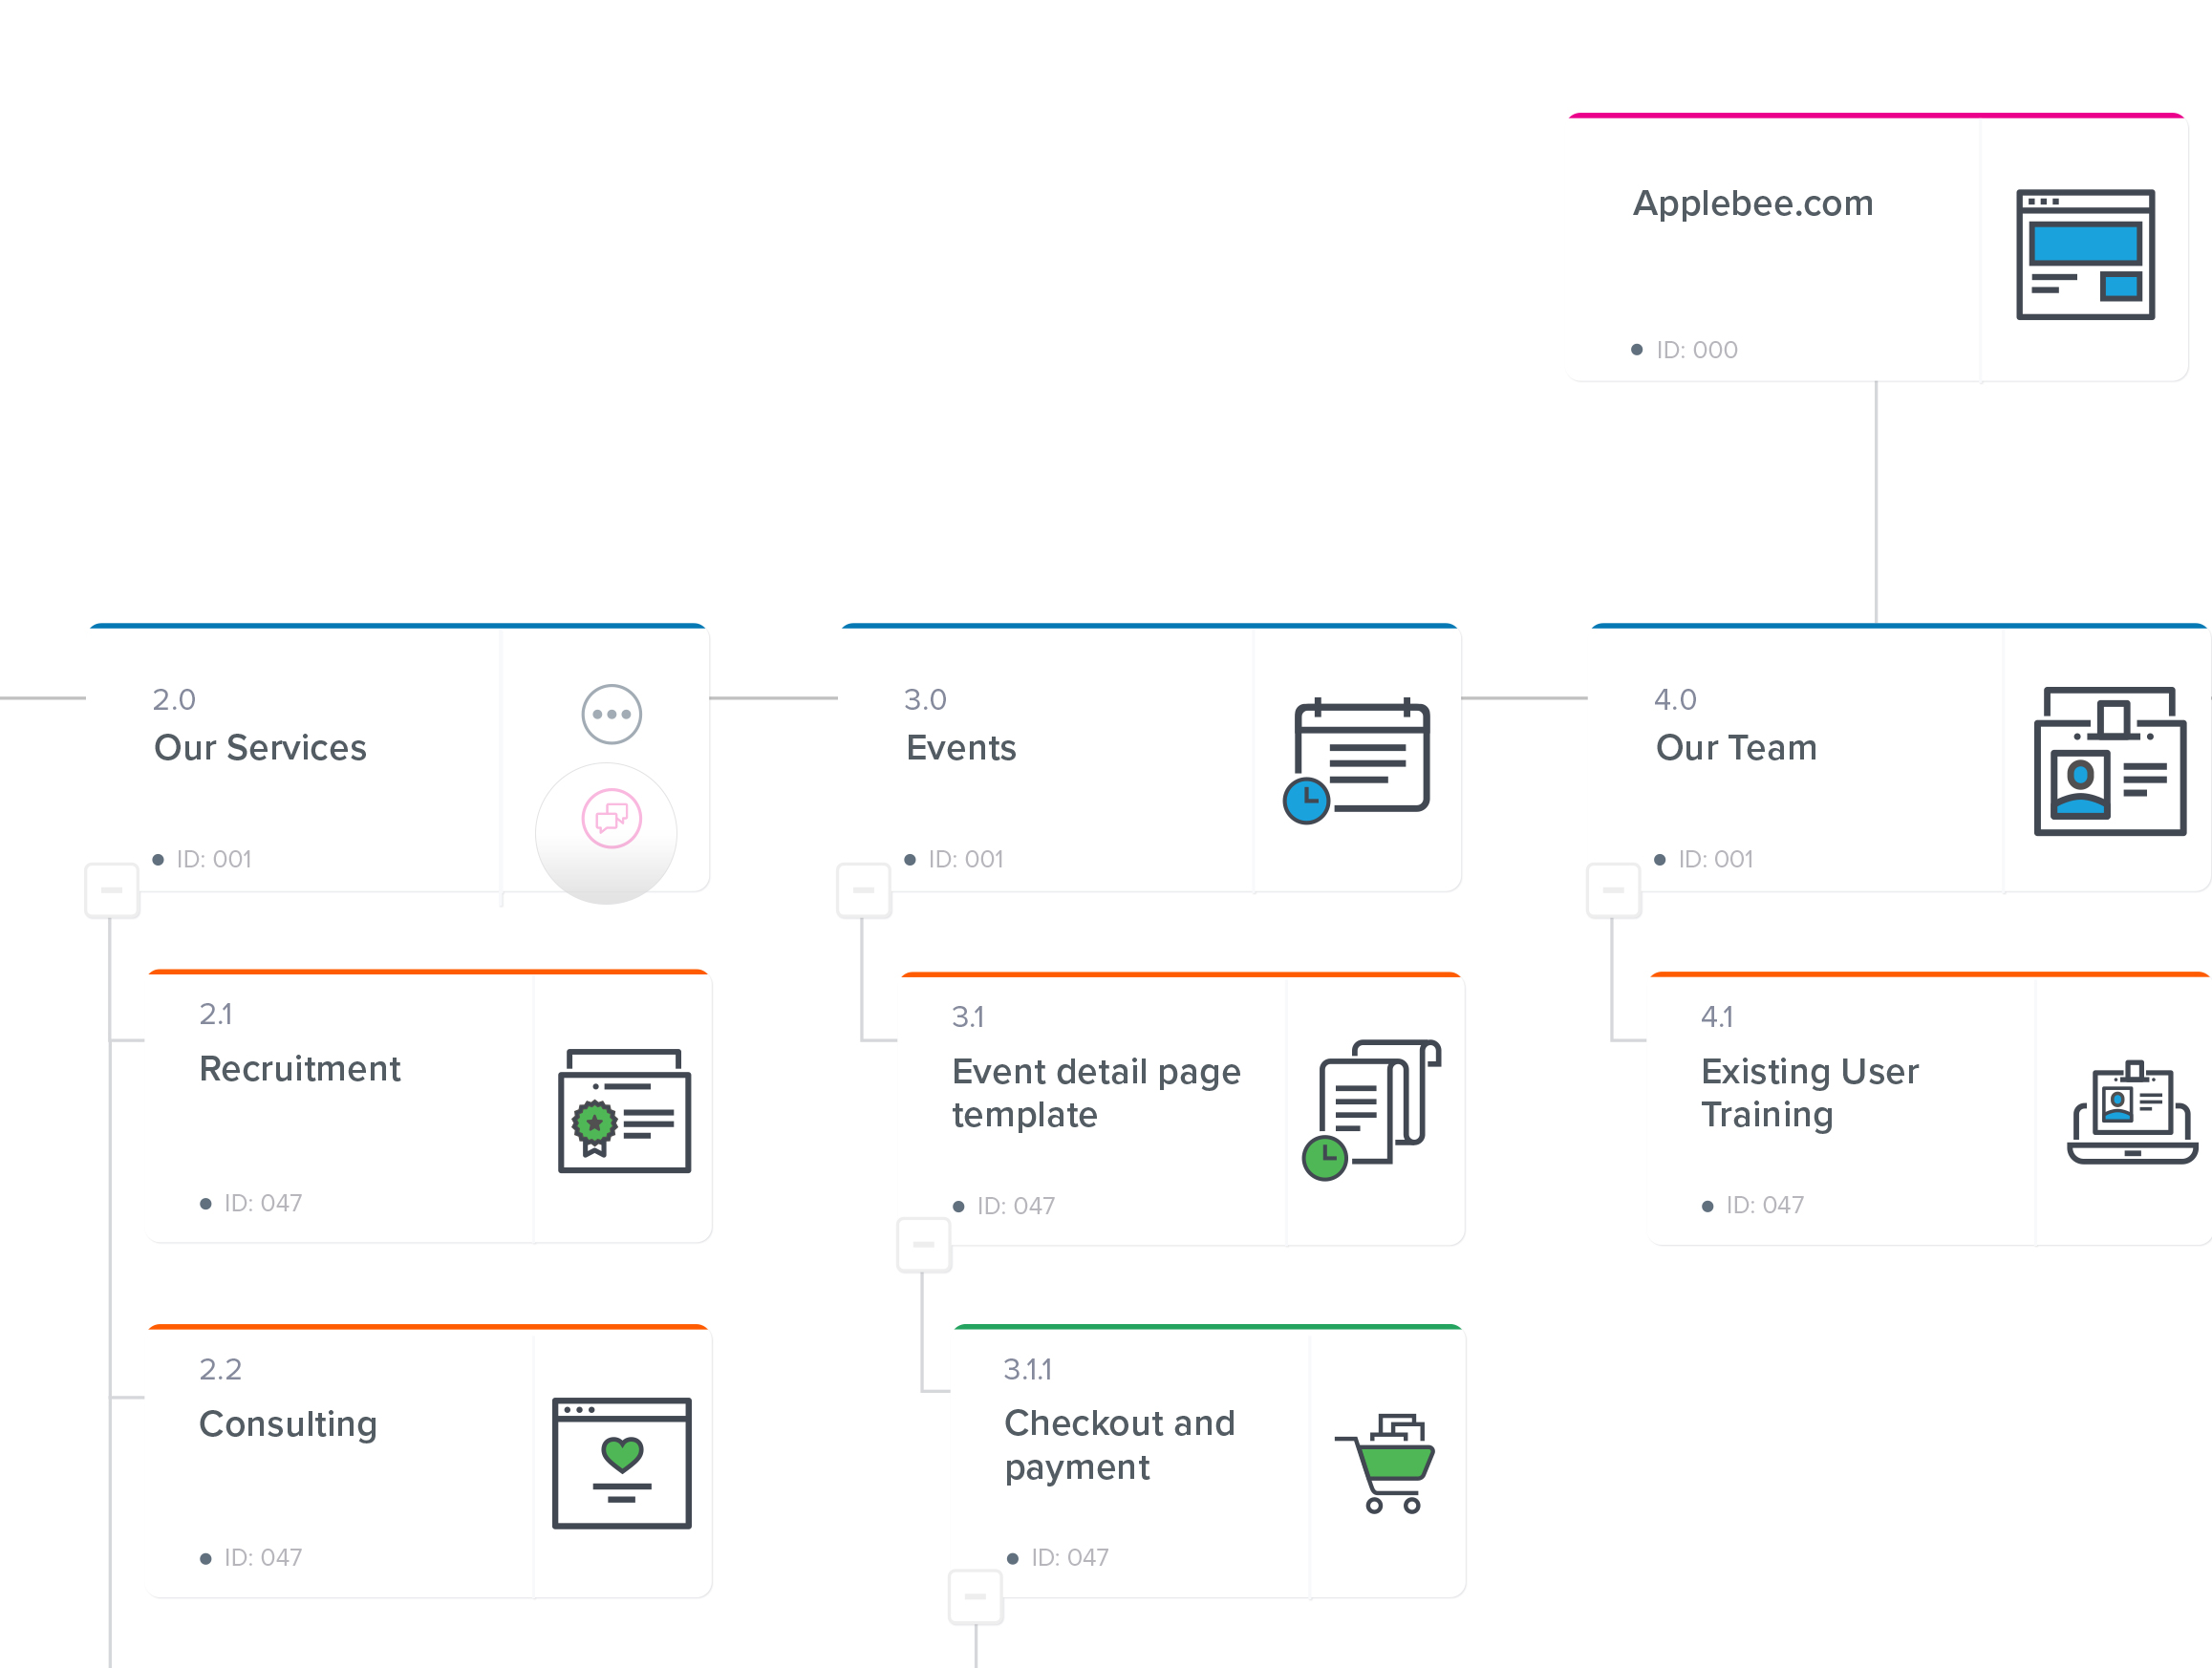 Applebee.com
ID: 000
2.0
Our Services
ID: 001
3.0
Events
ID: 001
4.0
Our Team
ID: 001
2.1
Recruitment
ID: 047
3.1
Event detail page
template
ID: 047
4.1
Existing User
Training
ID: 047
2.2
Consulting
ID: 047
3.1.1
Checkout and
payment
ID: 047